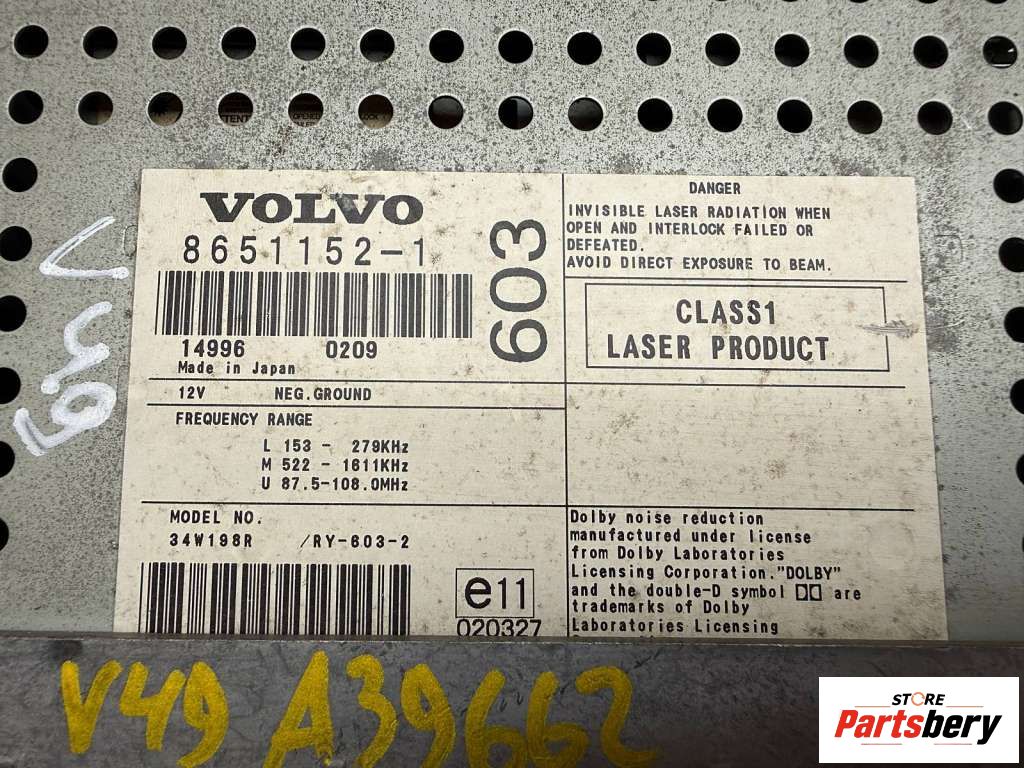 VOLVO
8651152-1
603
14996 0209
Made in Japan
12V NEG.GROUND
FREQUENCY RANGE
L 153 - 279KHz
M 522 - 1611KHz
U 87.5-108.0MHz
MODEL NO.
34W198R /RY-603-2
e11
020327
DANGER
INVISIBLE LASER RADIATION WHEN
OPEN AND INTERLOCK FAILED OR
DEFEATED.
AVOID DIRECT EXPOSURE TO BEAM.
CLASS1
LASER PRODUCT
Dolby noise reduction
manufactured under license
from Dolby Laboratories
Licensing Corporation."DOLBY"
and the double-D symbol are
trademarks of Dolby
Laboratories Licensing
V49 A39662
STORE
Partsbery